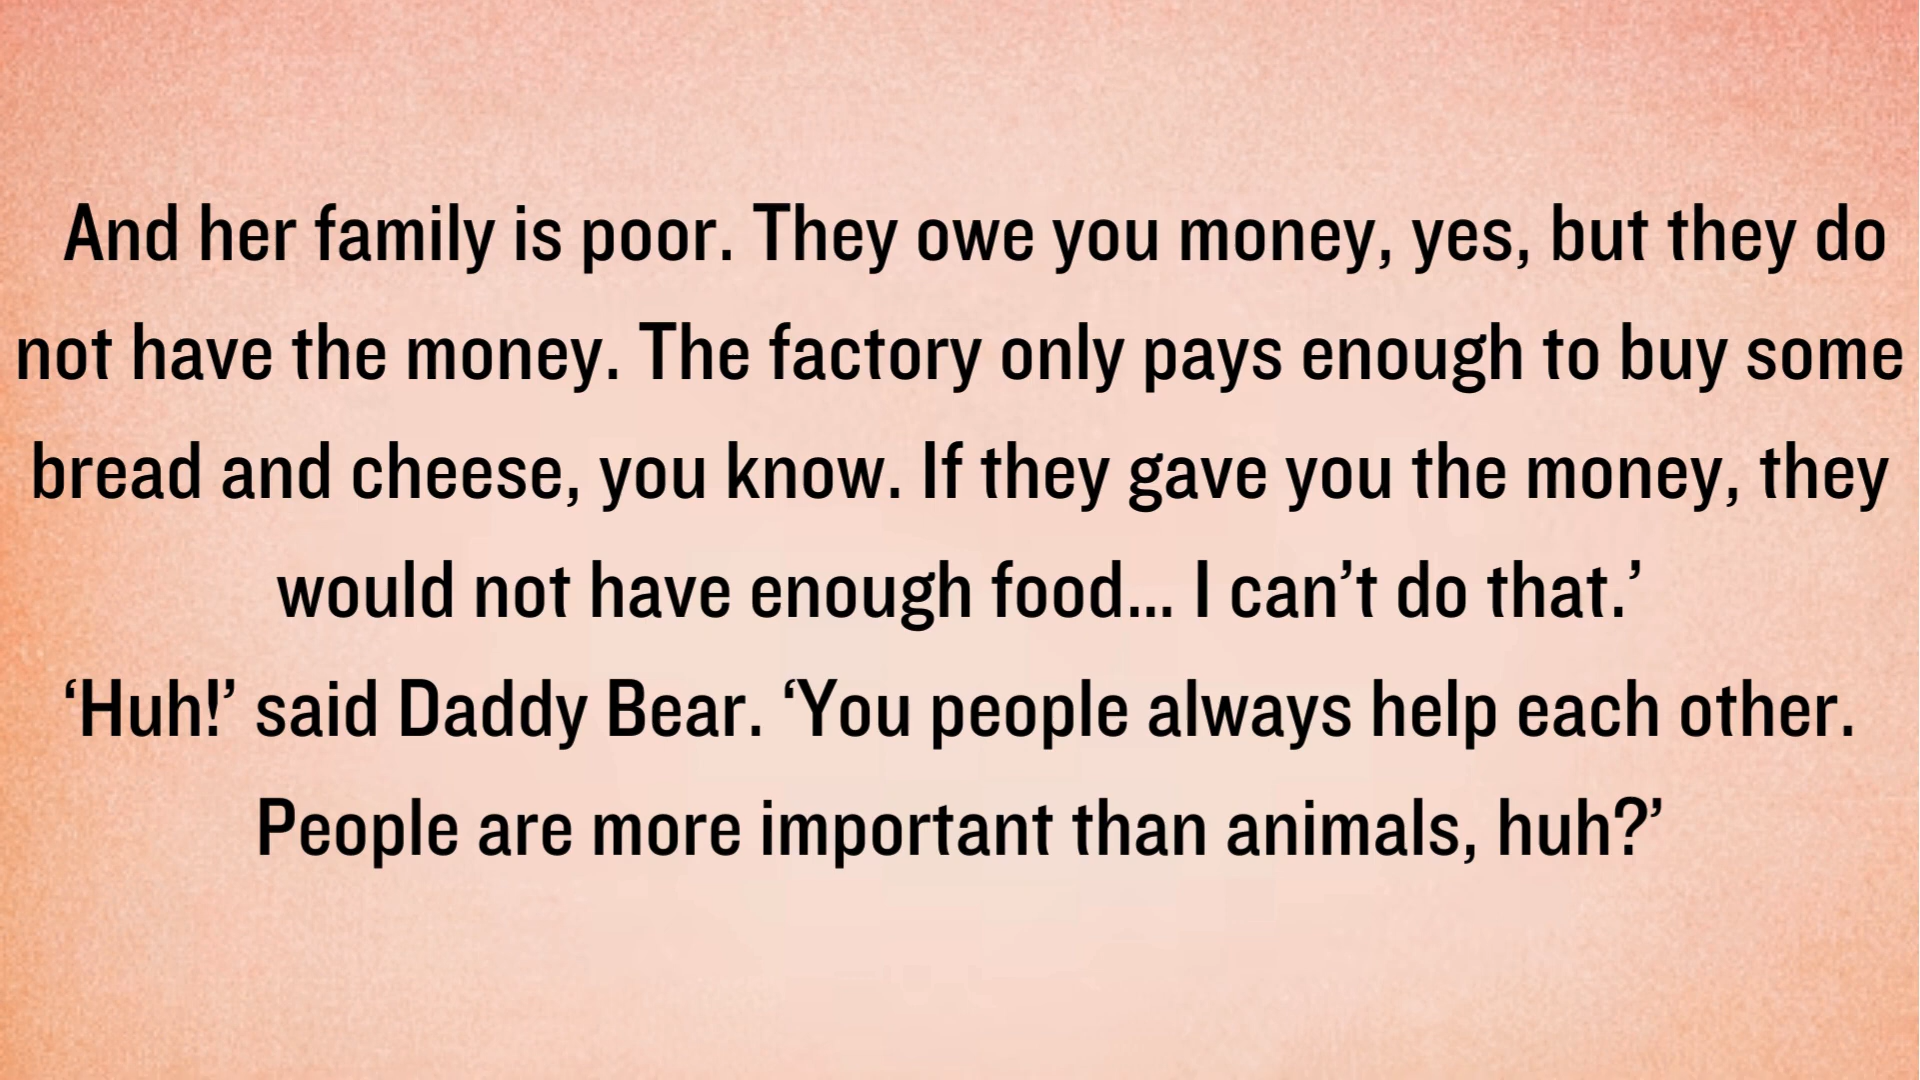 And her family is poor. They owe you money, yes, but they do
not have the money. The factory only pays enough to buy some
bread and cheese, you know. If they gave you the money, they
would not have enough food... I can’t do that.’
‘Huh!’ said Daddy Bear. ‘You people always help each other.
People are more important than animals, huh?’